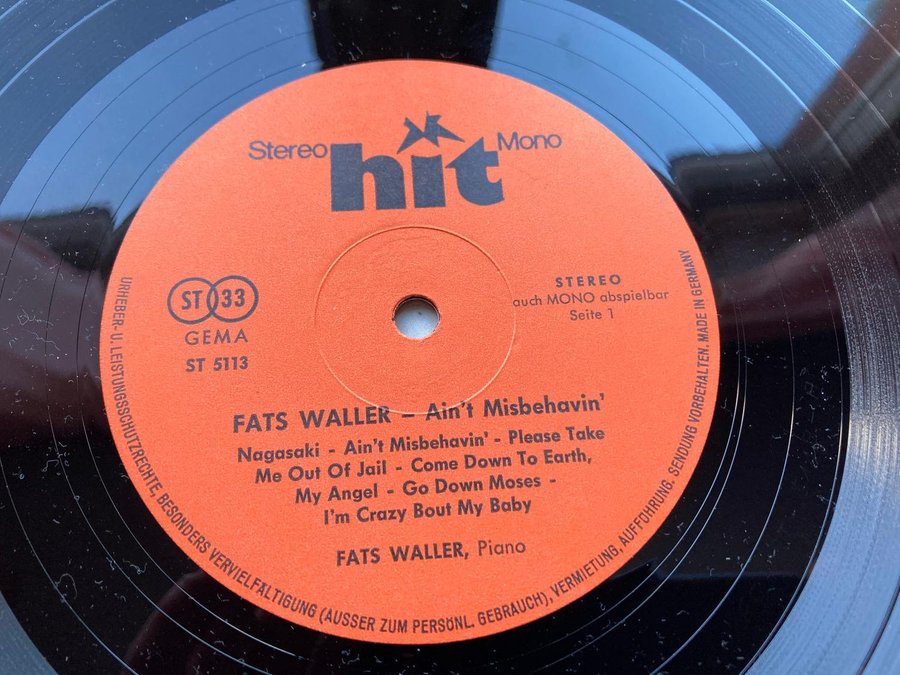 Stereo hit Mono
ST 33
GEMA
ST 5113
STEREO
auch MONO abspielbar
Seite 1
FATS WALLER - Ain't Misbehavin'
Nagasaki - Ain't Misbehavin' - Please Take
Me Out Of Jail - Come Down To Earth,
My Angel - Go Down Moses -
I'm Crazy Bout My Baby
FATS WALLER, Piano
URHEBER- U. LEISTUNGSSCHUTZRECHTE, BESONDERS VERVIELFÄLTIGUNG (AUSSER ZUM PERSÖNL. GEBRAUCH), VERMIETUNG, AUFFÜHRUNG. SENDUNG VORBEHALTEN. MADE IN GERMANY